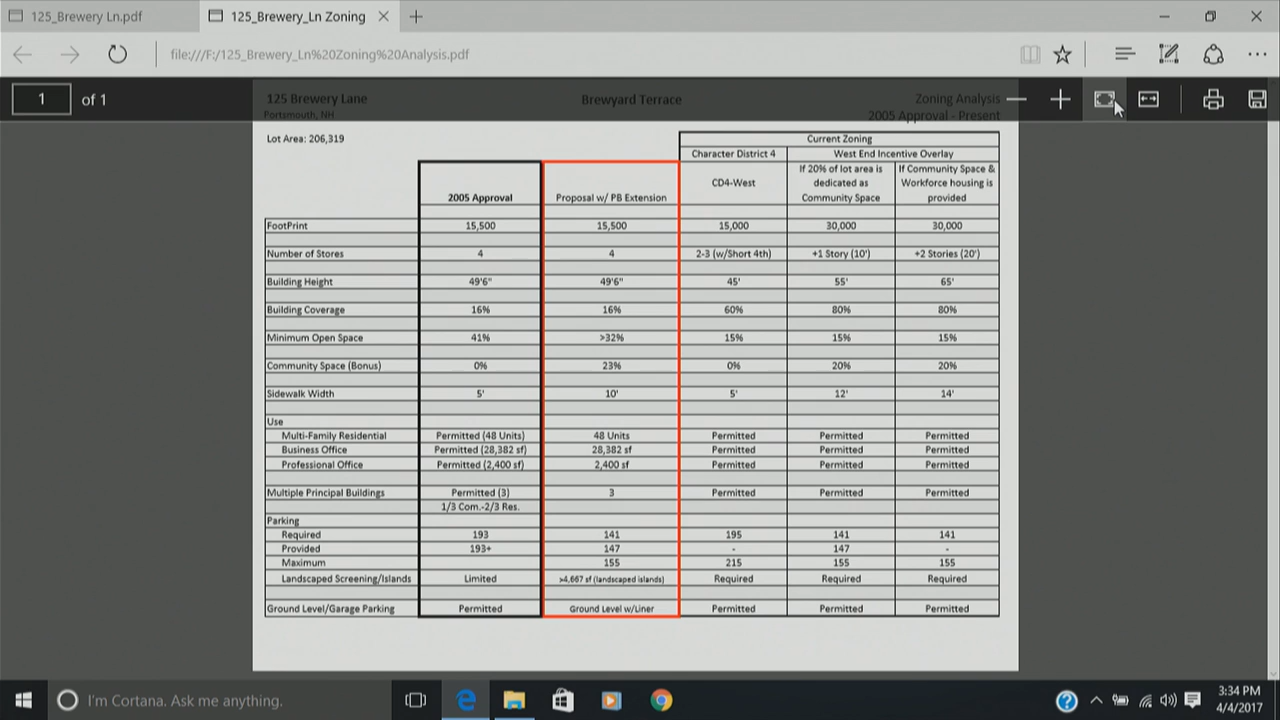 125_Brewery Ln.pdf
125_Brewery_Ln Zoning
file:///F:/125_Brewery_Ln%20Zoning%20Analysis.pdf
1 of 1
125 Brewery Lane Brewyard Terrace Zoning Analysis
Portsmouth, NH 2005 Approval - Present
Lot Area: 206,319 Current Zoning
Character District 4 West End Incentive Overlay
2005 Approval Proposal w/ PB Extension CD4-West If 20% of lot area is dedicated as Community Space If Community Space & Workforce housing is provided
FootPrint 15,500 15,500 15,000 30,000 30,000
Number of Stores 4 4 2-3 (w/Short 4th) +1 Story (10') +2 Stories (20')
Building Height 49'6" 49'6" 45' 55' 65'
Building Coverage 16% 16% 60% 80% 80%
Minimum Open Space 41% >32% 15% 15% 15%
Community Space (Bonus) 0% 23% 0% 20% 20%
Sidewalk Width 5' 10' 5' 12' 14'
Use
Multi-Family Residential Permitted (48 Units) 48 Units Permitted Permitted Permitted
Business Office Permitted (28,382 sf) 28,382 sf Permitted Permitted Permitted
Professional Office Permitted (2,400 sf) 2,400 sf Permitted Permitted Permitted
Multiple Principal Buildings Permitted (3) 3 Permitted Permitted Permitted
1/3 Com.-2/3 Res.
Parking
Required 193 141 195 141 141
Provided 193+ 147 - 147 -
Maximum 155 215 155 155
Landscaped Screening/Islands Limited >4,667 sf (landscaped islands) Required Required Required
Ground Level/Garage Parking Permitted Ground Level w/Liner Permitted Permitted Permitted
I'm Cortana. Ask me anything.
3:34 PM
4/4/2017